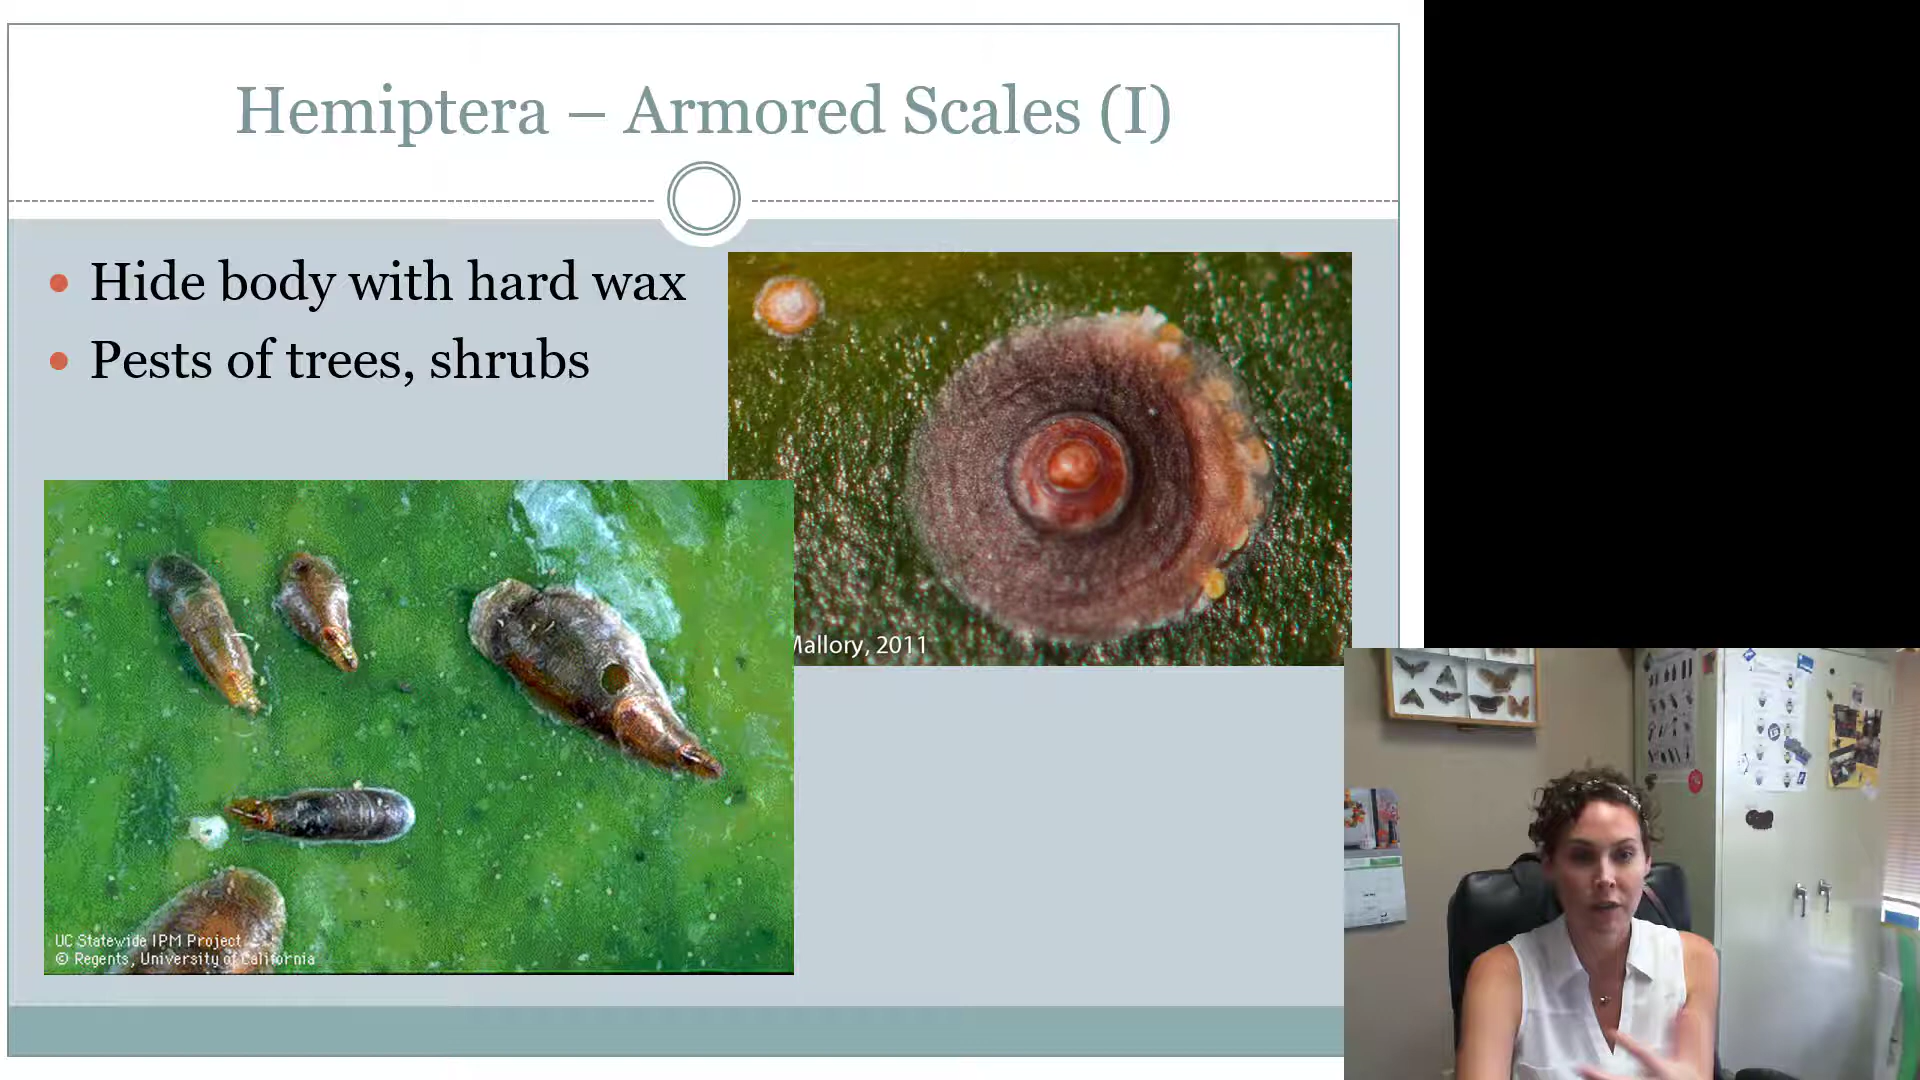 Hemiptera – Armored Scales (I)
• Hide body with hard wax
• Pests of trees, shrubs
Mallory, 2011
UC Statewide IPM Project
© Regents, University of California